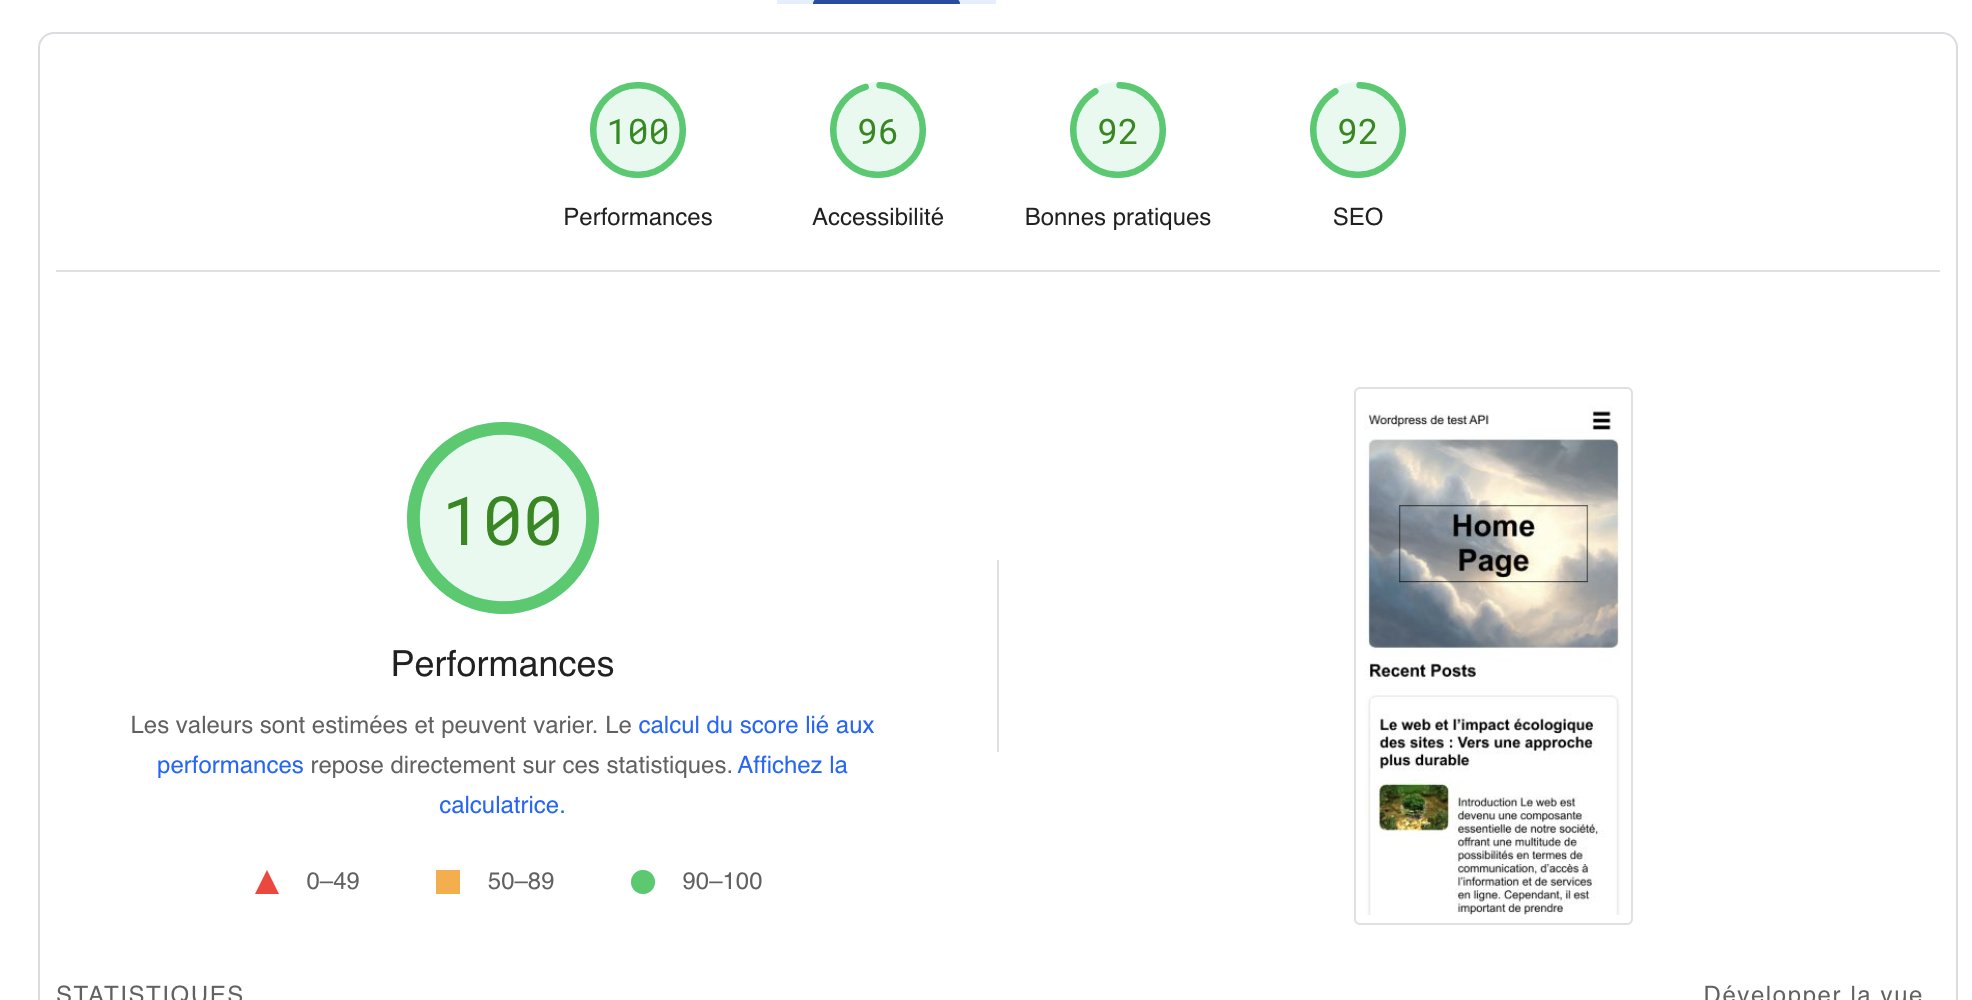 100
96
92
92
Performances
Accessibilité
Bonnes pratiques
SEO
100
Performances
Les valeurs sont estimées et peuvent varier. Le calcul du score lié aux
performances repose directement sur ces statistiques. Affichez la
calculatrice.
0–49
50–89
90–100
Wordpress de test API
Home
Page
Recent Posts
Le web et l'impact écologique
des sites : Vers une approche
plus durable
Introduction Le web est
devenu une composante
essentielle de notre société,
offrant une multitude de
possibilités en termes de
communication, d'accès à
l'information et de services
en ligne. Cependant, il est
important de prendre
STATISTIQUES
Développer la vue